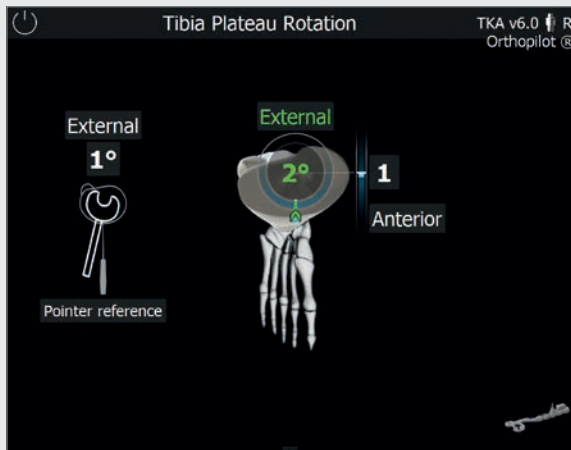 Tibia Plateau Rotation
TKA v6.0 R
Orthopilot ®
External
1°
Pointer reference
External
2°
1
Anterior